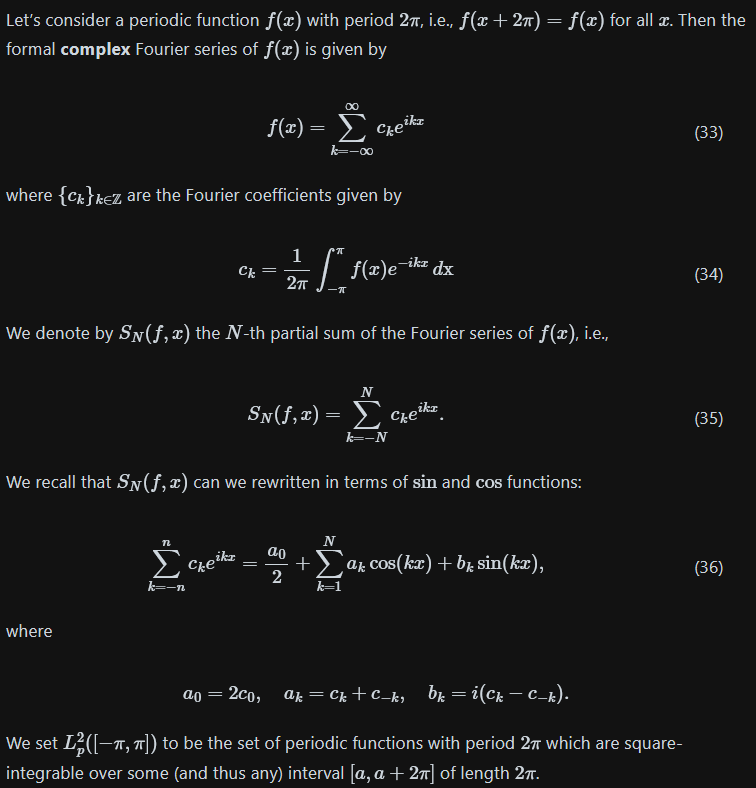 Let's consider a periodic function f(x) with period 2π, i.e., f(x + 2π) = f(x) for all x. Then the
formal complex Fourier series of f(x) is given by
f(x) = ∑_{k=−∞}^{∞} c_k e^{ikx} (33)
where {c_k}_{k∈ℤ} are the Fourier coefficients given by
c_k = \frac{1}{2π} ∫_{−π}^{π} f(x)e^{−ikx} dx (34)
We denote by S_N(f, x) the N-th partial sum of the Fourier series of f(x), i.e.,
S_N(f, x) = ∑_{k=−N}^{N} c_k e^{ikx}. (35)
We recall that S_N(f, x) can we rewritten in terms of sin and cos functions:
∑_{k=−n}^{n} c_k e^{ikx} = \frac{a_0}{2} + ∑_{k=1}^{N} a_k cos(kx) + b_k sin(kx), (36)
where
a_0 = 2c_0, a_k = c_k + c_{−k}, b_k = i(c_k − c_{−k}).
We set L_p^2([−π, π]) to be the set of periodic functions with period 2π which are square-
integrable over some (and thus any) interval [a, a + 2π] of length 2π.